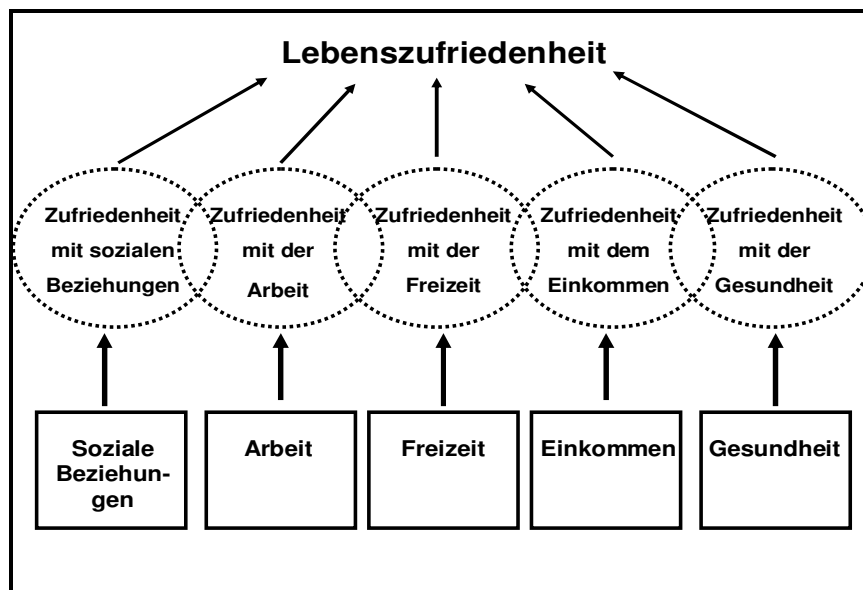 Lebenszufriedenheit
Zufriedenheit
mit sozialen
Beziehungen
Zufriedenheit
mit der
Arbeit
Zufriedenheit
mit der
Freizeit
Zufriedenheit
mit dem
Einkommen
Zufriedenheit
mit der
Gesundheit
Soziale
Beziehun-
gen
Arbeit
Freizeit
Einkommen
Gesundheit